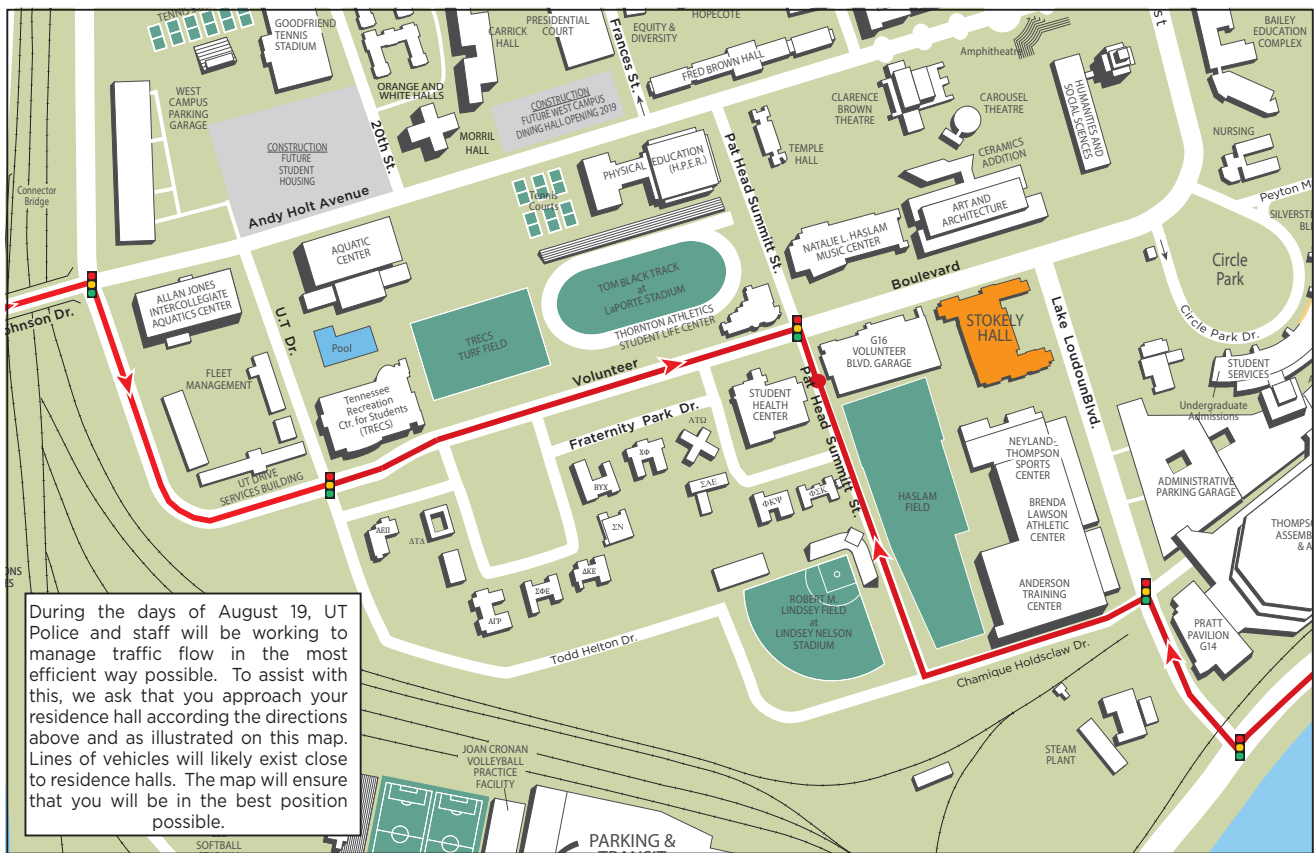 TENNIS
GOODFRIEND
TENNIS
STADIUM
CARRICK
HALL
PRESIDENTIAL
COURT
Frances St.
EQUITY &
DIVERSITY
HOPECOTE
FRED BROWN HALL
Amphitheatre
BAILEY
EDUCATION
COMPLEX
WEST
CAMPUS
PARKING
GARAGE
ORANGE AND
WHITE HALLS
20th St.
MORRIL
HALL
CONSTRUCTION
FUTURE WEST CAMPUS
DINING HALL OPENING 2019
CLARENCE
BROWN
THEATRE
CAROUSEL
THEATRE
HUMANITIES AND
SOCIAL SCIENCES
NURSING
CONSTRUCTION
FUTURE
STUDENT
HOUSING
Connector
Bridge
Andy Holt Avenue
PHYSICAL EDUCATION
(H.P.E.R.)
Tennis
Courts
Pat Head Summitt St.
TEMPLE
HALL
CERAMICS
ADDITION
ART AND
ARCHITECTURE
Peyton M
SILVERST
BL
AQUATIC
CENTER
NATALIE L. HASLAM
MUSIC CENTER
Boulevard
Circle
Park
Circle Park Dr.
ALLAN JONES
INTERCOLLEGIATE
AQUATICS CENTER
ohnson Dr.
U.T Dr.
Pool
TRECS
TURF FIELD
TOM BLACK TRACK
at
LaPORTE STADIUM
THORNTON ATHLETICS
STUDENT LIFE CENTER
G16
VOLUNTEER
BLVD. GARAGE
STOKELY
HALL
Lake LoudounBlvd.
STUDENT
SERVICES
Undergraduate
Admissions
FLEET
MANAGEMENT
Tennessee
Recreation
Ctr. for Students
(TRECS)
Volunteer
Fraternity Park Dr.
STUDENT
HEALTH
CENTER
Pat Head Summitt St.
UT DRIVE
SERVICES BUILDING
ΒΥΧ
ΧΦ
ΑΤΩ
ΣΑΕ
ΦΚΨ
ΦΣΚ
ΣΝ
HASLAM
FIELD
NEYLAND-
THOMPSON
SPORTS
CENTER
BRENDA
LAWSON
ATHLETIC
CENTER
ANDERSON
TRAINING
CENTER
ADMINISTRATIVE
PARKING GARAGE
THOMPS
ASSEMB
& A
ΑΕΠ
ΔΤΔ
ΔΚΕ
ΣΦΕ
ΑΓΡ
ROBERT M.
LINDSEY FIELD
at
LINDSEY NELSON
STADIUM
PRATT
PAVILION
G14
Todd Helton Dr.
Chamique Holdsclaw Dr.
ONS
ES
During the days of August 19, UT
Police and staff will be working to
manage traffic flow in the most
efficient way possible. To assist with
this, we ask that you approach your
residence hall according the directions
above and as illustrated on this map.
Lines of vehicles will likely exist close
to residence halls. The map will ensure
that you will be in the best position
possible.
JOAN CRONAN
VOLLEYBALL
PRACTICE
FACILITY
STEAM
PLANT
SOFTBALL
PARKING &
TRANSIT